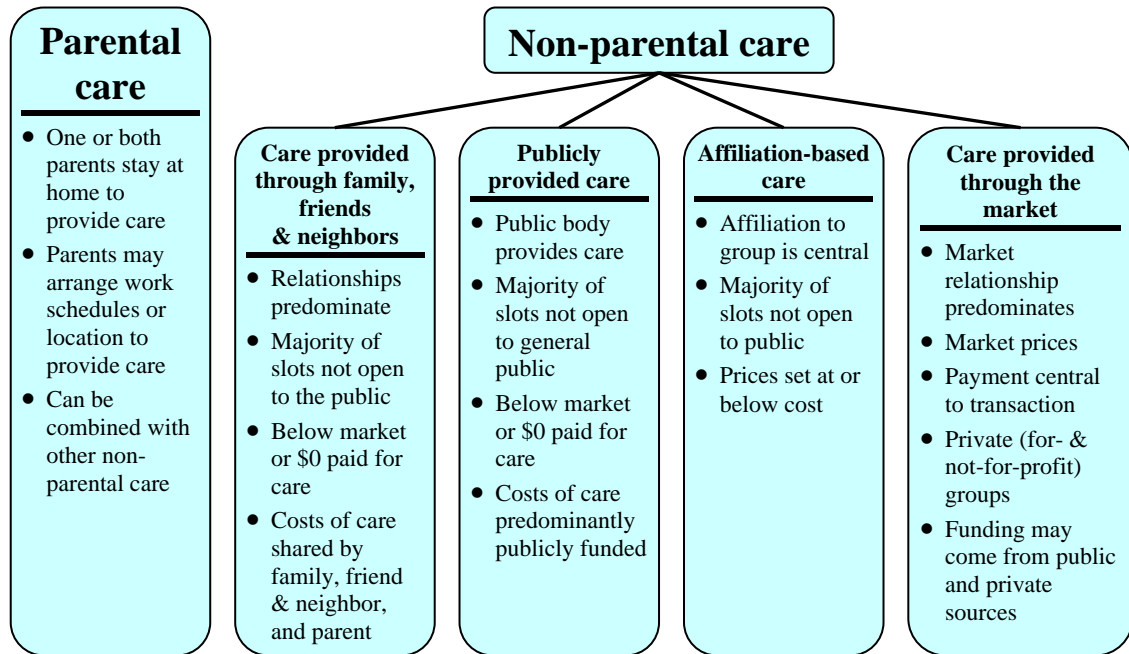 Parental
care
• One or both
parents stay at
home to
provide care
• Parents may
arrange work
schedules or
location to
provide care
• Can be
combined with
other non-
parental care
Non-parental care
Care provided
through family,
friends
& neighbors
• Relationships
predominate
• Majority of
slots not open
to the public
• Below market
or $0 paid for
care
• Costs of care
shared by
family, friend
& neighbor,
and parent
Publicly
provided care
• Public body
provides care
• Majority of
slots not open
to general
public
• Below market
or $0 paid for
care
• Costs of care
predominantly
publicly funded
Affiliation-based
care
• Affiliation to
group is central
• Majority of
slots not open
to public
• Prices set at or
below cost
Care provided
through the
market
• Market
relationship
predominates
• Market prices
• Payment central
to transaction
• Private (for- &
not-for-profit)
groups
• Funding may
come from public
and private
sources